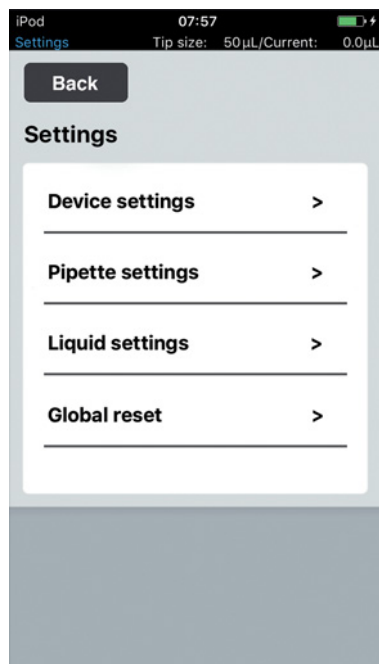 iPod 07:57
Settings Tip size: 50µL/Current: 0.0µL
Back
Settings
Device settings >
Pipette settings >
Liquid settings >
Global reset >